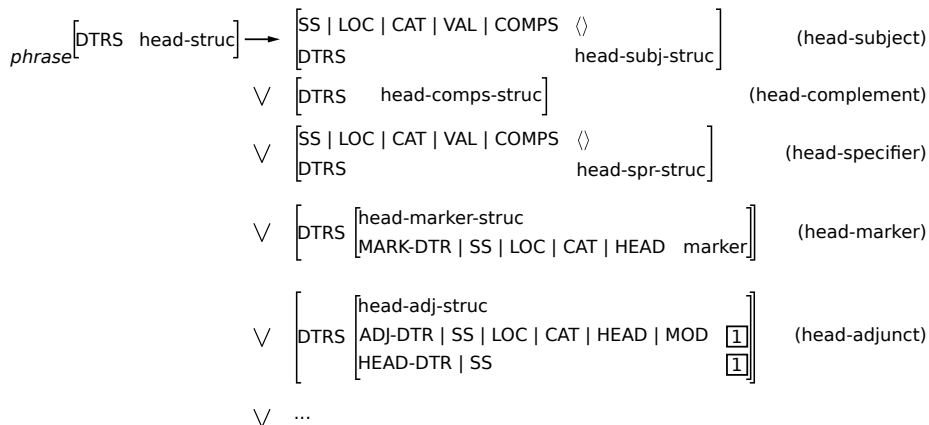 phrase[DTRS head-struc] ⟶ [SS | LOC | CAT | VAL | COMPS ⟨⟩ (head-subject)
DTRS head-subj-struc]
∨ [DTRS head-comps-struc] (head-complement)
∨ [SS | LOC | CAT | VAL | COMPS ⟨⟩ (head-specifier)
DTRS head-spr-struc]
∨ [DTRS [head-marker-struc
MARK-DTR | SS | LOC | CAT | HEAD marker]] (head-marker)
∨ [DTRS [head-adj-struc
ADJ-DTR | SS | LOC | CAT | HEAD | MOD 1 (head-adjunct)
HEAD-DTR | SS 1]]
∨ ...